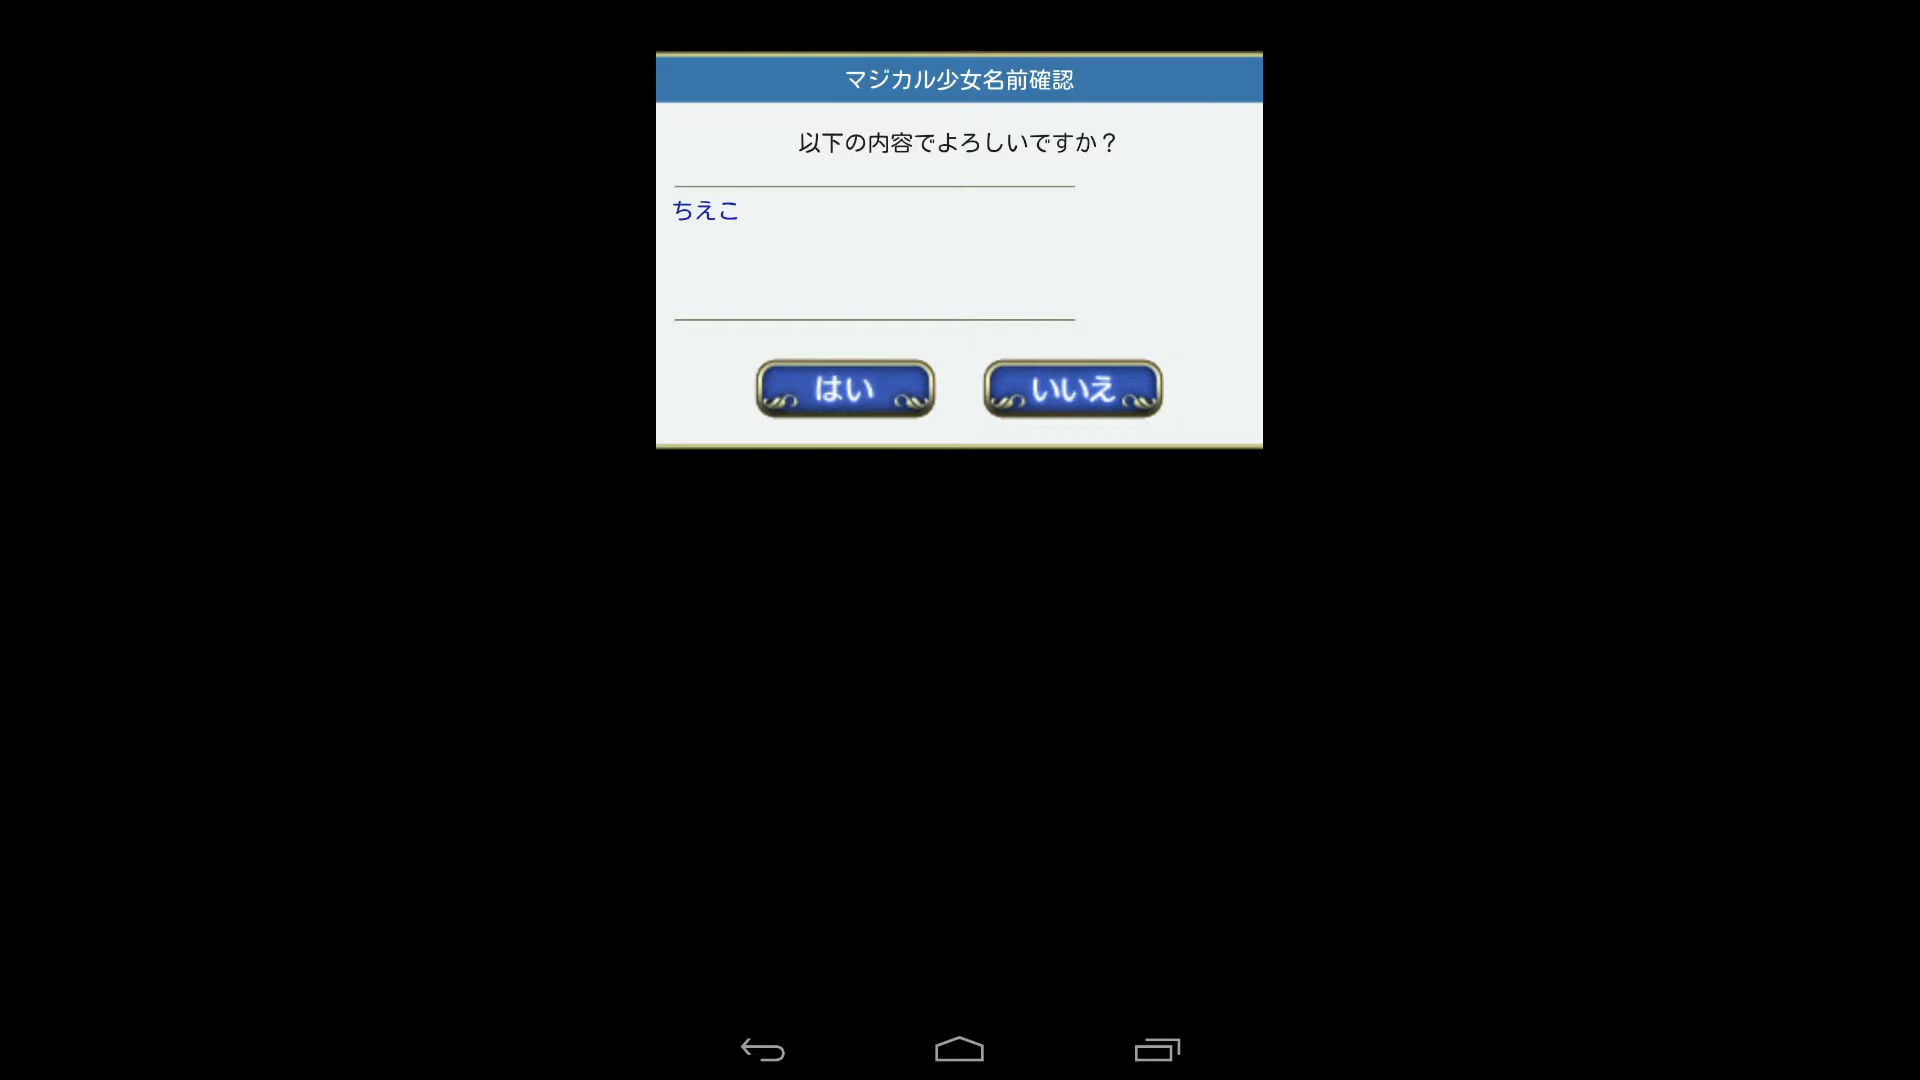 マジカル少女名前確認
以下の内容でよろしいですか？
ちえこ
はい
いいえ